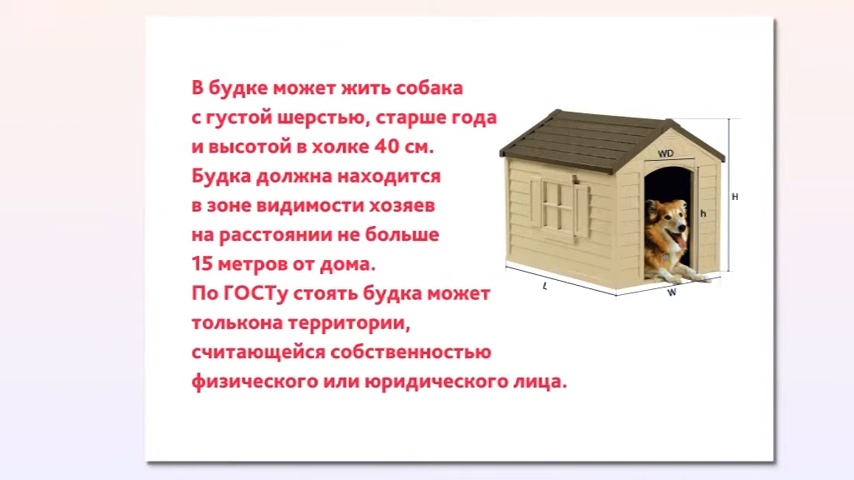 В будке может жить собака
с густой шерстью, старше года
и высотой в холке 40 см.
Будка должна находится
в зоне видимости хозяев
на расстоянии не больше
15 метров от дома.
По ГОСТу стоять будка может
толькона территории,
считающейся собственностью
физического или юридического лица.
WD
H
h
L
W